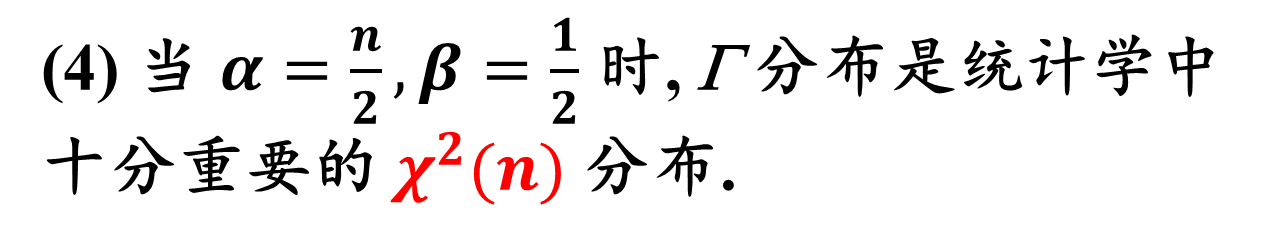 (4) 当 α = n/2, β = 1/2 时, Γ分布是统计学中
十分重要的 χ²(n) 分布.